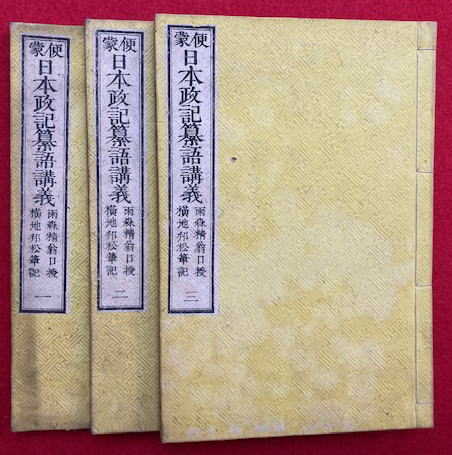 便蒙
日本政記纂語講義
雨森精翁口授
橫地邦松筆記
一
便蒙
日本政記纂語講義
雨森精翁口授
橫地邦松筆記
二
便蒙
日本政記纂語講義
雨森精翁口授
橫地邦松筆記
三